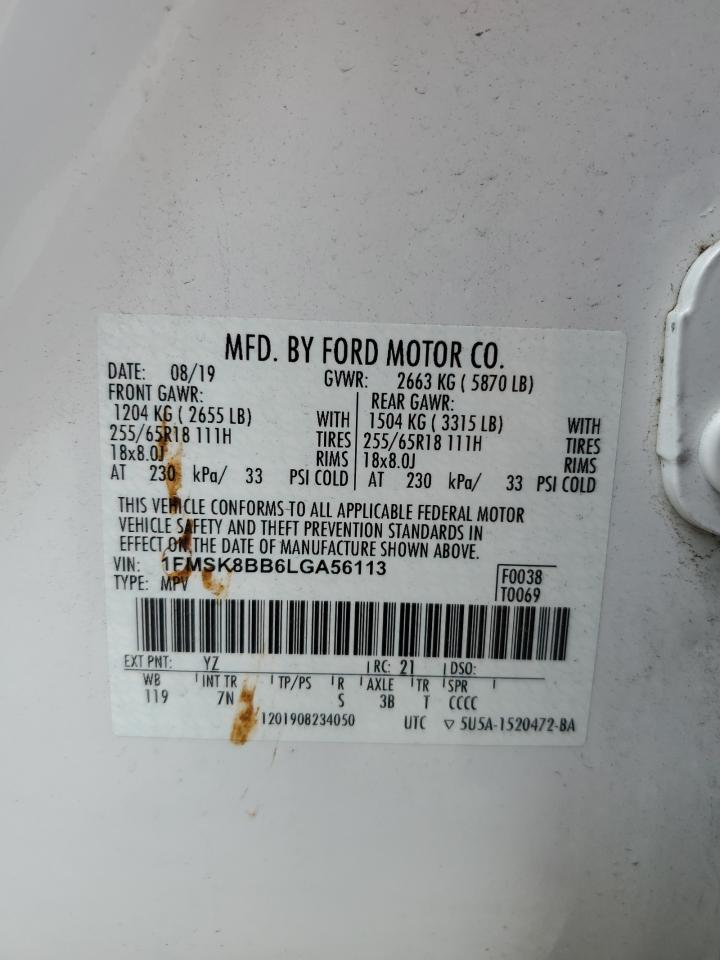 MFD. BY FORD MOTOR CO.
DATE: 08/19 GVWR: 2663 KG ( 5870 LB)
FRONT GAWR: REAR GAWR:
1204 KG ( 2655 LB) WITH 1504 KG ( 3315 LB) WITH
255/65R18 111H TIRES 255/65R18 111H TIRES
18x8.0J RIMS 18x8.0J RIMS
AT 230 kPa/ 33 PSI COLD AT 230 kPa/ 33 PSI COLD
THIS VEHICLE CONFORMS TO ALL APPLICABLE FEDERAL MOTOR
VEHICLE SAFETY AND THEFT PREVENTION STANDARDS IN
EFFECT ON THE DATE OF MANUFACTURE SHOWN ABOVE.
VIN: 1FMSK8BB6LGA56113 F0038
TYPE: MPV T0069
EXT PNT: YZ RC: 21 DSO:
WB INT TR TP/PS R AXLE TR SPR
119 7N S 3B T CCCC
1201908234050 UTC ▽ 5U5A-1520472-BA